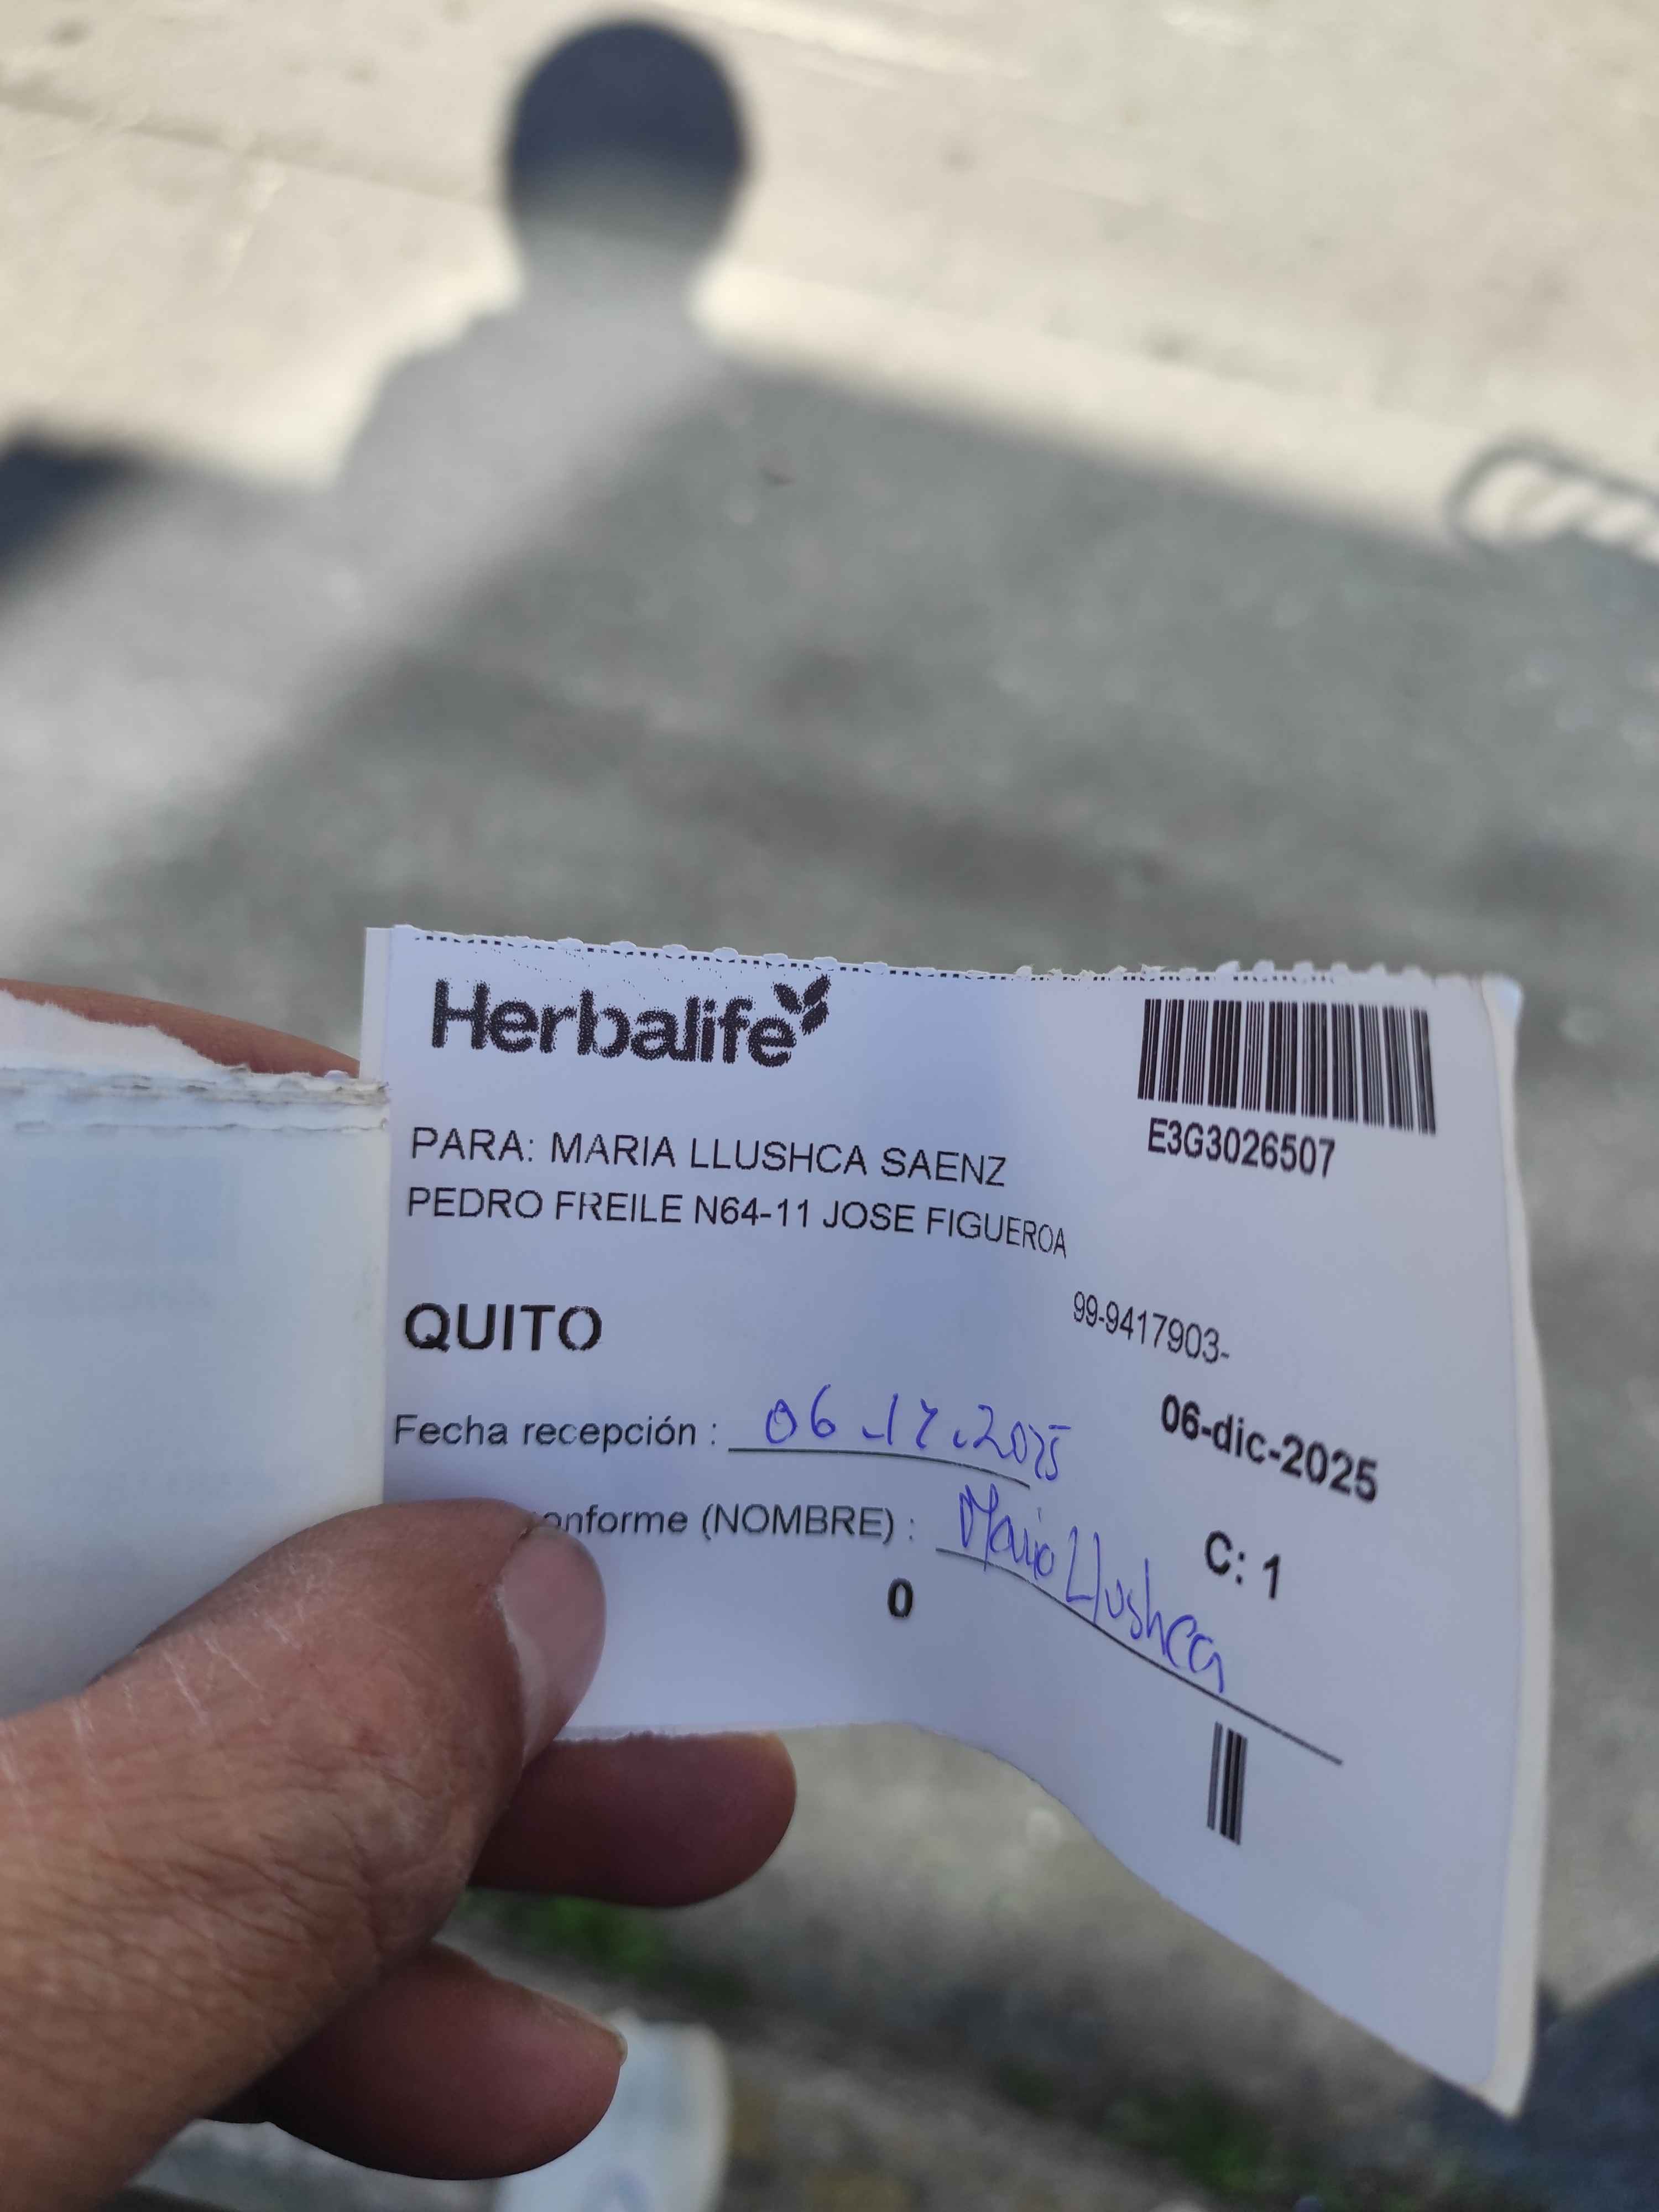 Herbalife
E3G3026507
PARA: MARIA LLUSHCA SAENZ
PEDRO FREILE N64-11 JOSE FIGUEROA
QUITO
99-9417903-
06-dic-2025
Fecha recepción : 06.12.2025
onforme (NOMBRE) : Maria Llushca
C: 1
0